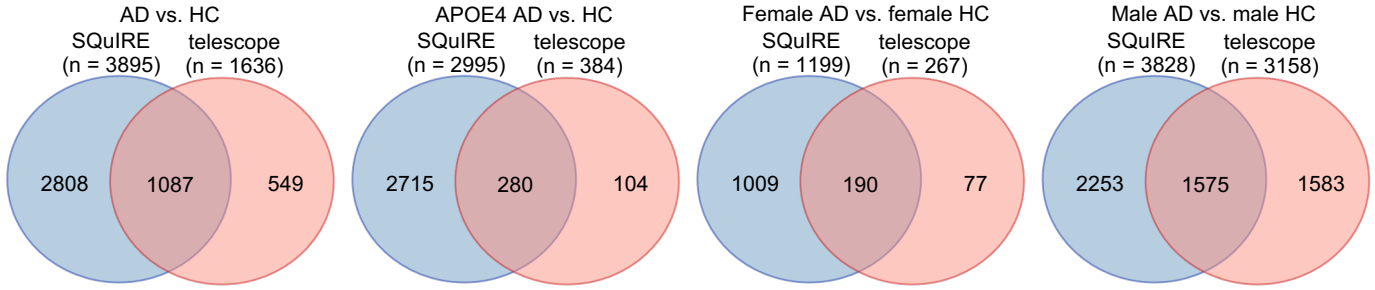 AD vs. HC
SQuIRE telescope
(n = 3895) (n = 1636)
2808 1087 549
APOE4 AD vs. HC
SQuIRE telescope
(n = 2995) (n = 384)
2715 280 104
Female AD vs. female HC
SQuIRE telescope
(n = 1199) (n = 267)
1009 190 77
Male AD vs. male HC
SQuIRE telescope
(n = 3828) (n = 3158)
2253 1575 1583